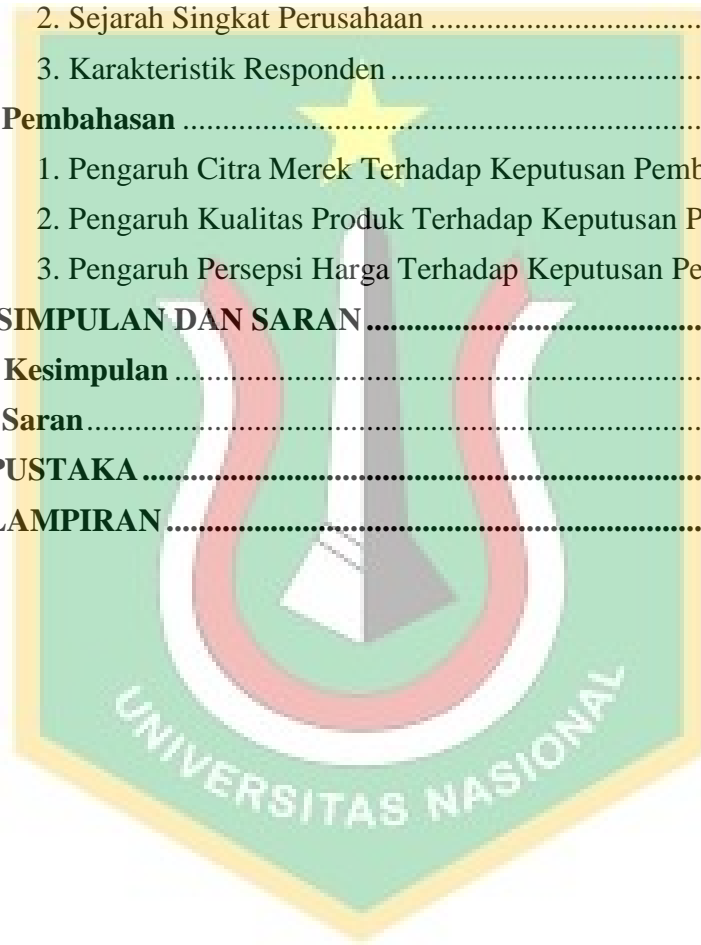 2. Sejarah Singkat Perusahaan ....................................
3. Karakteristik Responden ..........................................
Pembahasan ....................................................................
1. Pengaruh Citra Merek Terhadap Keputusan Pemb
2. Pengaruh Kualitas Produk Terhadap Keputusan P
3. Pengaruh Persepsi Harga Terhadap Keputusan Pe
SIMPULAN DAN SARAN ............................................
Kesimpulan .....................................................................
Saran ................................................................................
PUSTAKA .........................................................................
LAMPIRAN ......................................................................
UNIVERSITAS NASIONAL